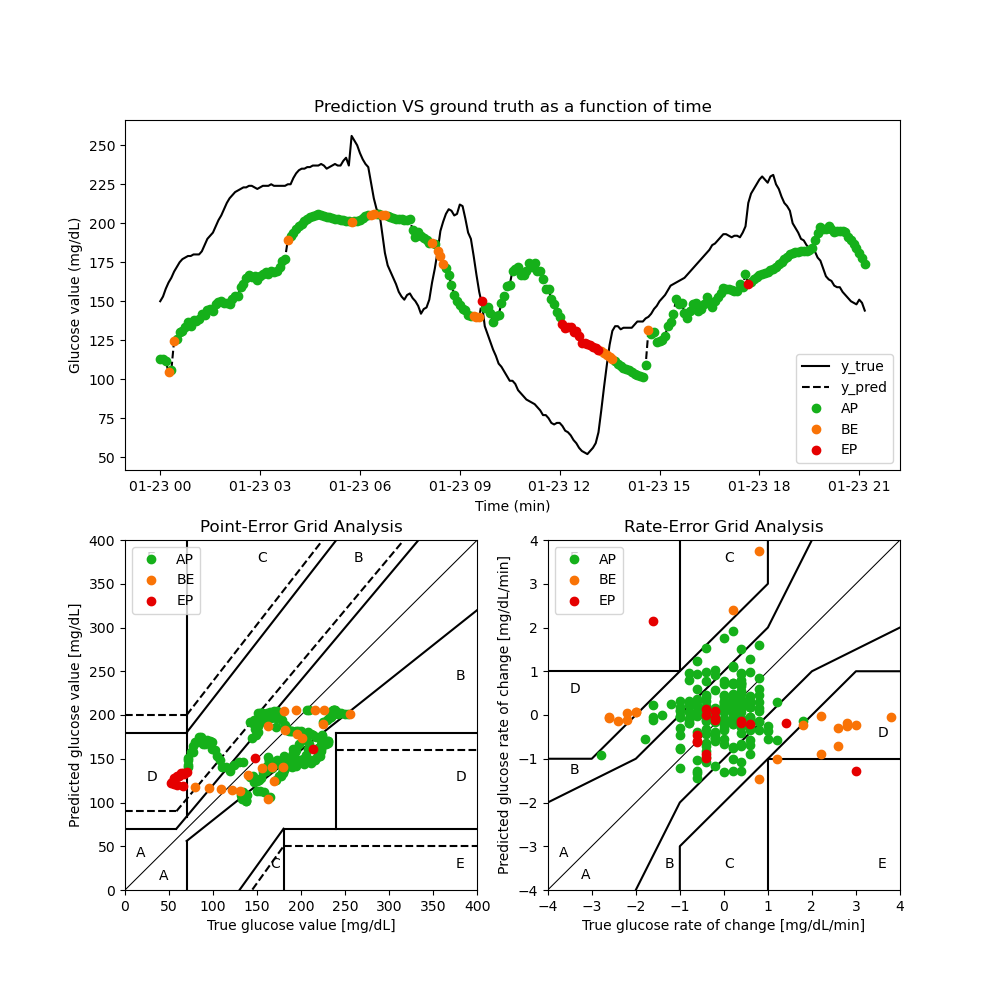 Prediction VS ground truth as a function of time
Glucose value (mg/dL)
250
225
200
175
150
125
100
75
50
y_true
y_pred
AP
BE
EP
01-23 00 01-23 03 01-23 06 01-23 09 01-23 12 01-23 15 01-23 18 01-23 21
Time (min)
Point-Error Grid Analysis
Predicted glucose value [mg/dL]
400
350
300
250
200
150
100
50
0
AP
BE
EP
C
B
B
D
D
A
A
C
E
0 50 100 150 200 250 300 350 400
True glucose value [mg/dL]
Rate-Error Grid Analysis
Predicted glucose rate of change [mg/dL/min]
4
3
2
1
0
−1
−2
−3
−4
AP
BE
EP
C
D
D
B
A
A
B
C
E
−4 −3 −2 −1 0 1 2 3 4
True glucose rate of change [mg/dL/min]